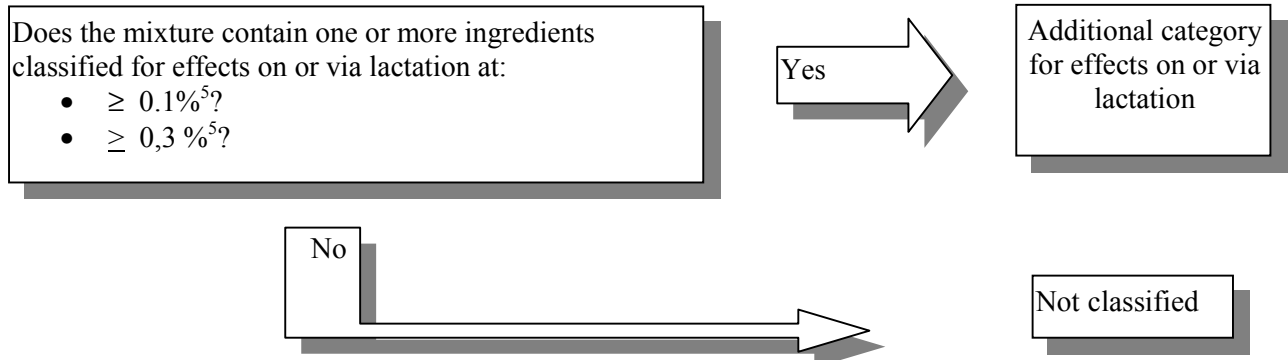 Does the mixture contain one or more ingredients
classified for effects on or via lactation at:
• ≥ 0.1%⁵?
• ≥ 0,3 %⁵?
Yes
Additional category
for effects on or via
lactation
No
Not classified